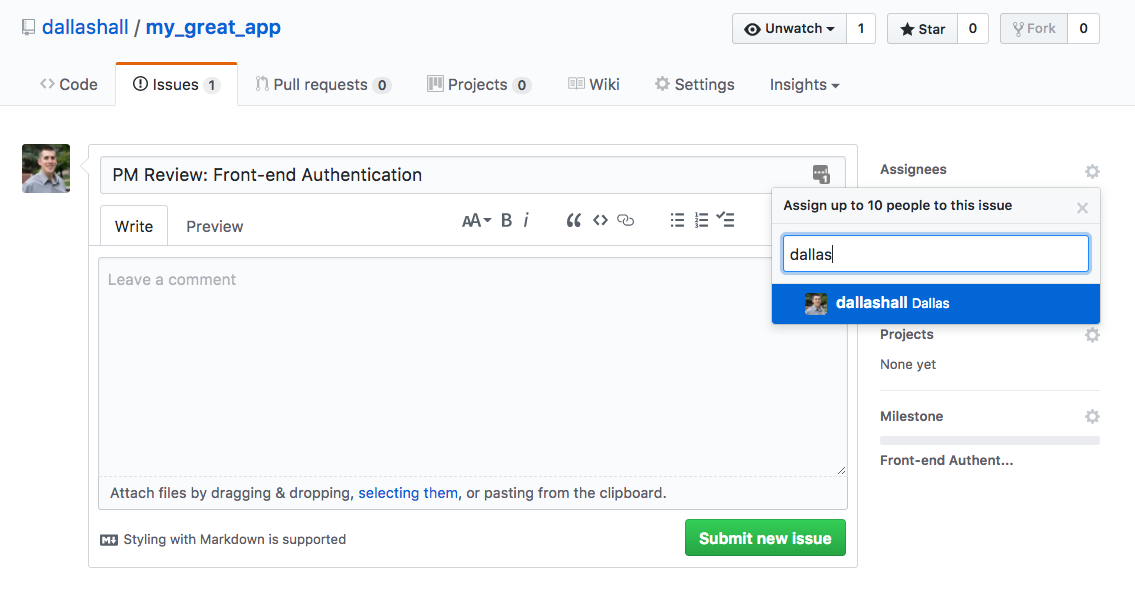 dallashall / my_great_app
Unwatch 1 Star 0 Fork 0
Code Issues 1 Pull requests 0 Projects 0 Wiki Settings Insights
PM Review: Front-end Authentication
1
Write Preview
AA B i
Leave a comment
Attach files by dragging & dropping, selecting them, or pasting from the clipboard.
Styling with Markdown is supported
Submit new issue
Assignees
Assign up to 10 people to this issue
dallas
dallashall Dallas
Projects
None yet
Milestone
Front-end Authent...